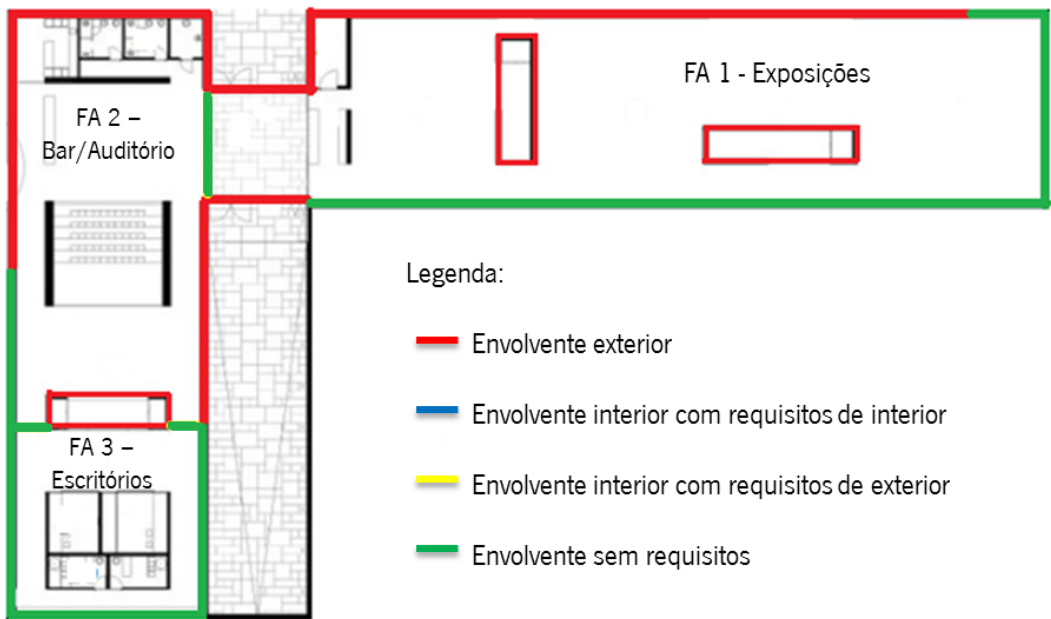 FA 1 - Exposições
FA 2 –
Bar/Auditório
Legenda:
Envolvente exterior
Envolvente interior com requisitos de interior
FA 3 –
Escritórios
Envolvente interior com requisitos de exterior
Envolvente sem requisitos